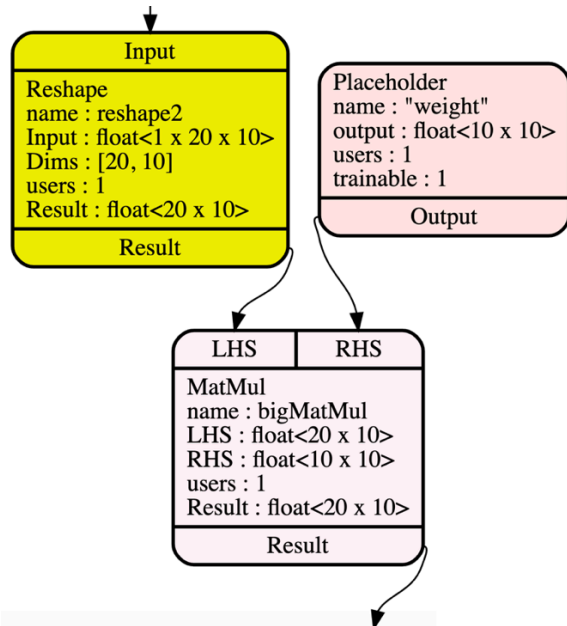 Input
Reshape
name : reshape2
Input : float<1 x 20 x 10>
Dims : [20, 10]
users : 1
Result : float<20 x 10>
Result
Placeholder
name : "weight"
output : float<10 x 10>
users : 1
trainable : 1
Output
LHS
RHS
MatMul
name : bigMatMul
LHS : float<20 x 10>
RHS : float<10 x 10>
users : 1
Result : float<20 x 10>
Result